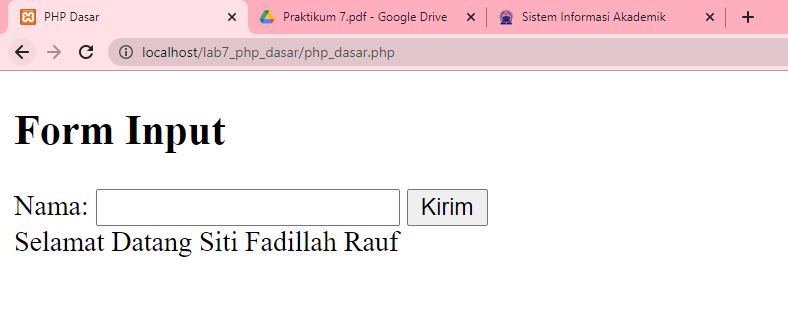 PHP Dasar
Praktikum 7.pdf - Google Drive
Sistem Informasi Akademik
localhost/lab7_php_dasar/php_dasar.php
Form Input
Nama: Kirim
Selamat Datang Siti Fadillah Rauf